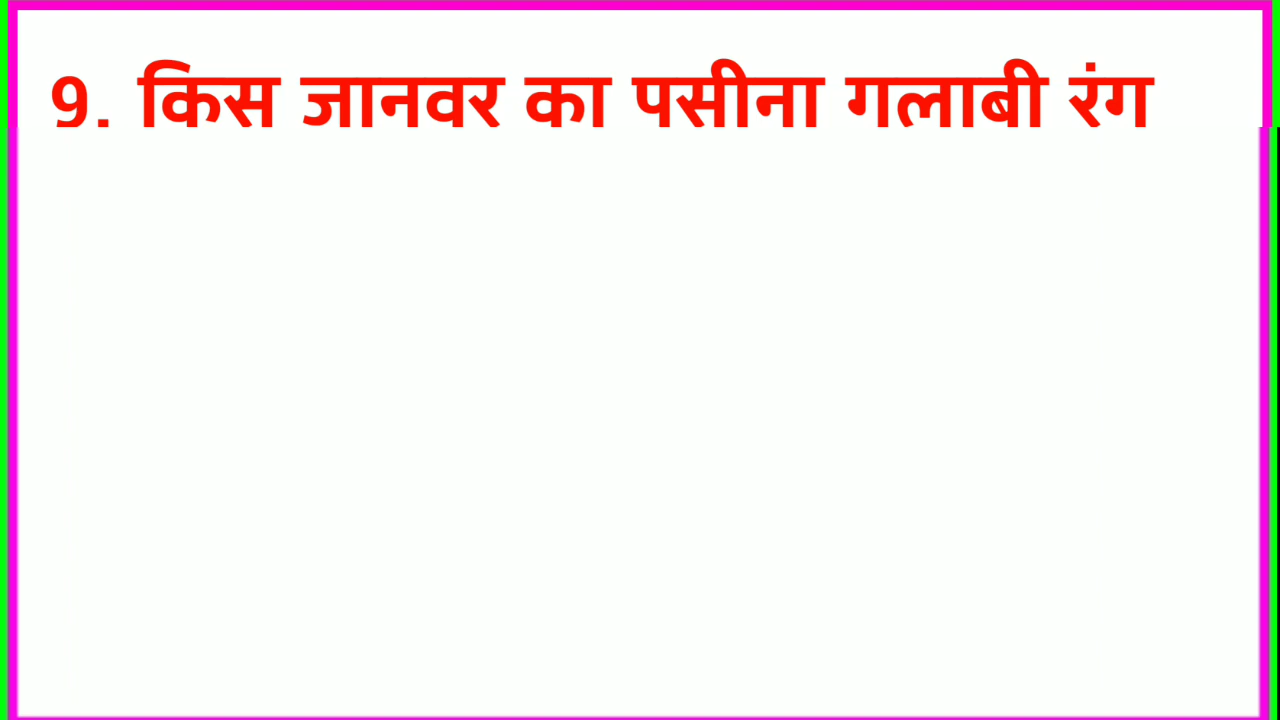 9. किस जानवर का पसीना गलाबी रंग